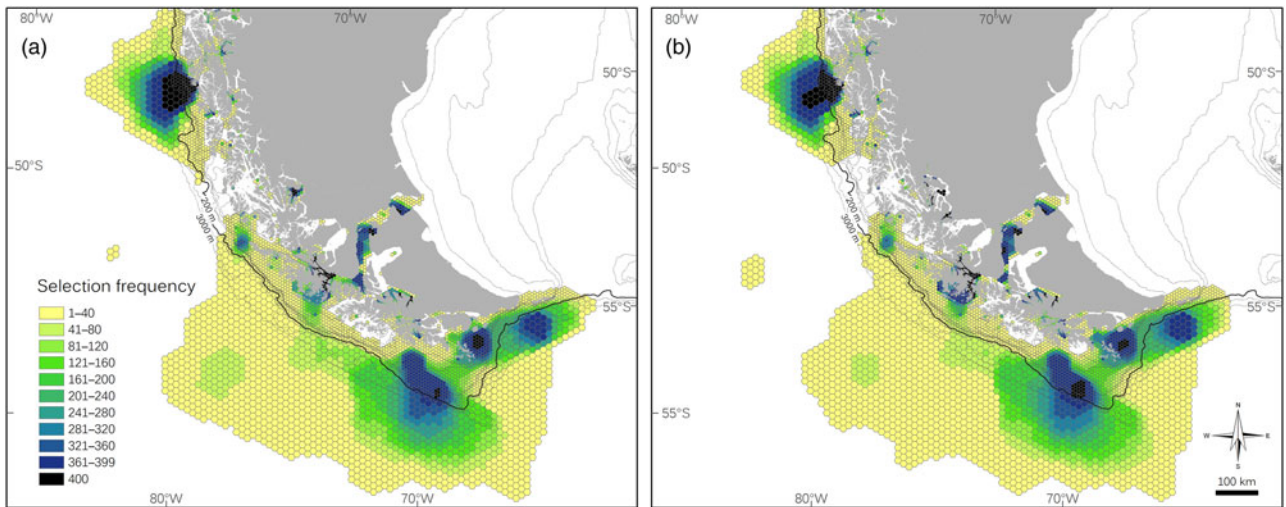 80°W
70°W
(a)
50°S
50°S
200 m
3000 m
Selection frequency
1–40
41–80
81–120
121–160
161–200
201–240
241–280
281–320
321–360
361–399
400
55°S
55°S
80°W
70°W
80°W
70°W
(b)
50°S
50°S
200 m
3000 m
55°S
55°S
N
W
E
S
100 km
80°W
70°W